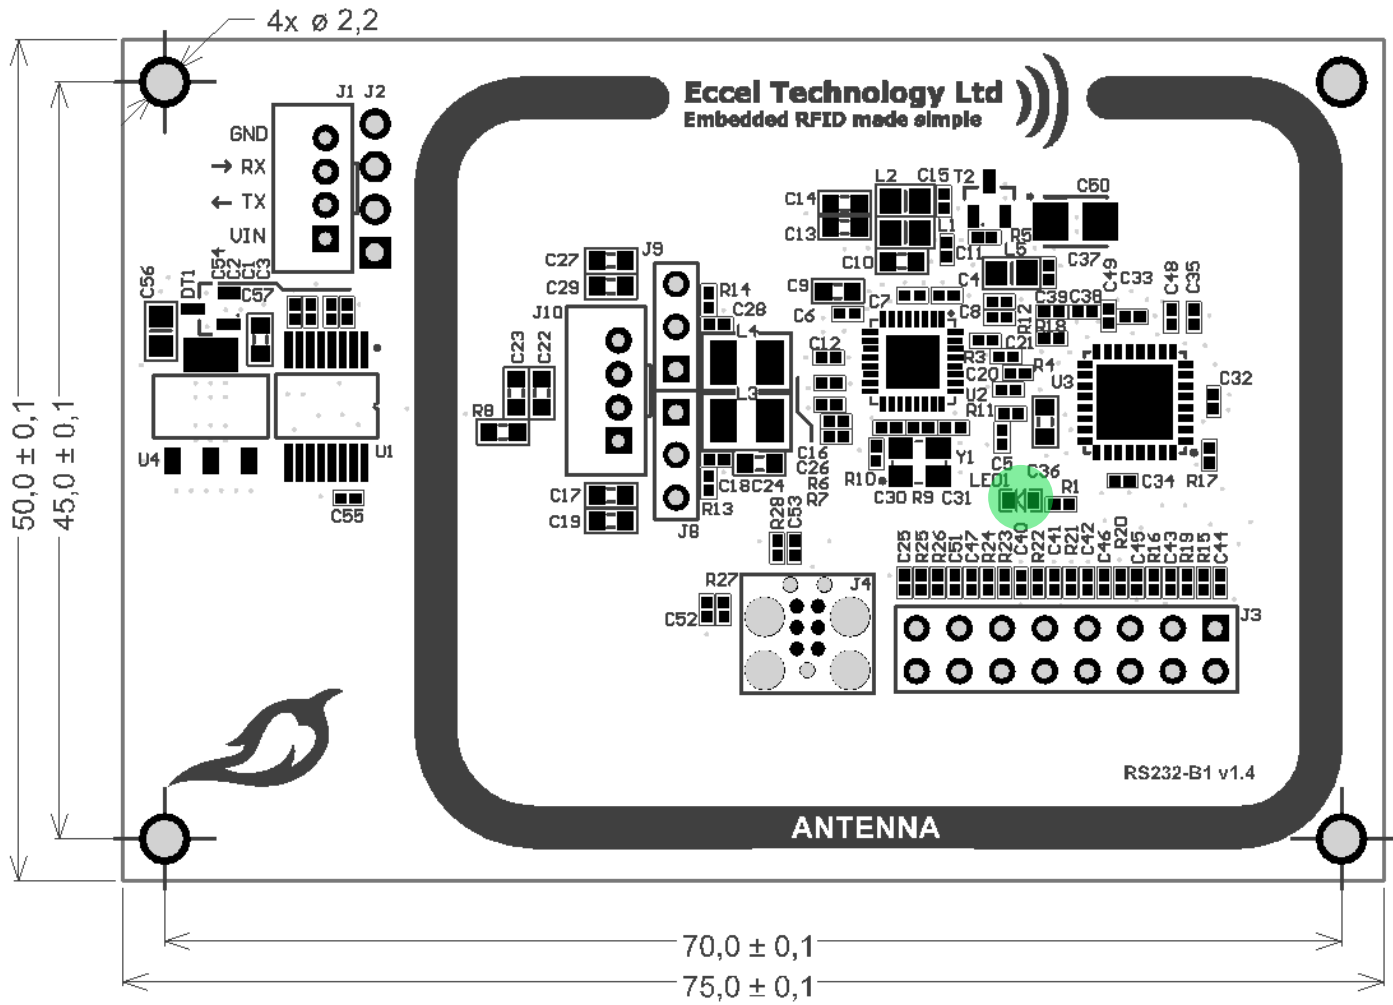 4x ø 2,2
Eccel Technology Ltd
Embedded RFID made simple
J1 J2
GND
→ RX
← TX
VIN
C56
DT1
C54
C2
C1
C3
C57
U4
U1
C55
C14
C13
L2
C15
T2
C50
L1
C11
R5
L5
C10
C4
C37
J9
C27
C29
J10
R14
C28
L4
L3
C23
C22
R8
C17
C19
J8
R13
C18
C24
C16
C26
R6
R7
C9
C6
C7
C8
C12
C39
C38
C49
C33
C48
C35
R12
R18
R3
C21
C20
R4
U2
U3
R11
C32
R10
Y1
C5
C36
LED1
C30
R9
C31
R1
C34
R17
R28
C53
R27
C52
J4
C25
R25
R26
C51
C47
R24
R23
C40
R22
C41
R21
C42
C46
R20
C45
R16
C43
R19
R15
C44
J3
RS232-B1 v1.4
ANTENNA
50,0 ± 0,1
45,0 ± 0,1
70,0 ± 0,1
75,0 ± 0,1